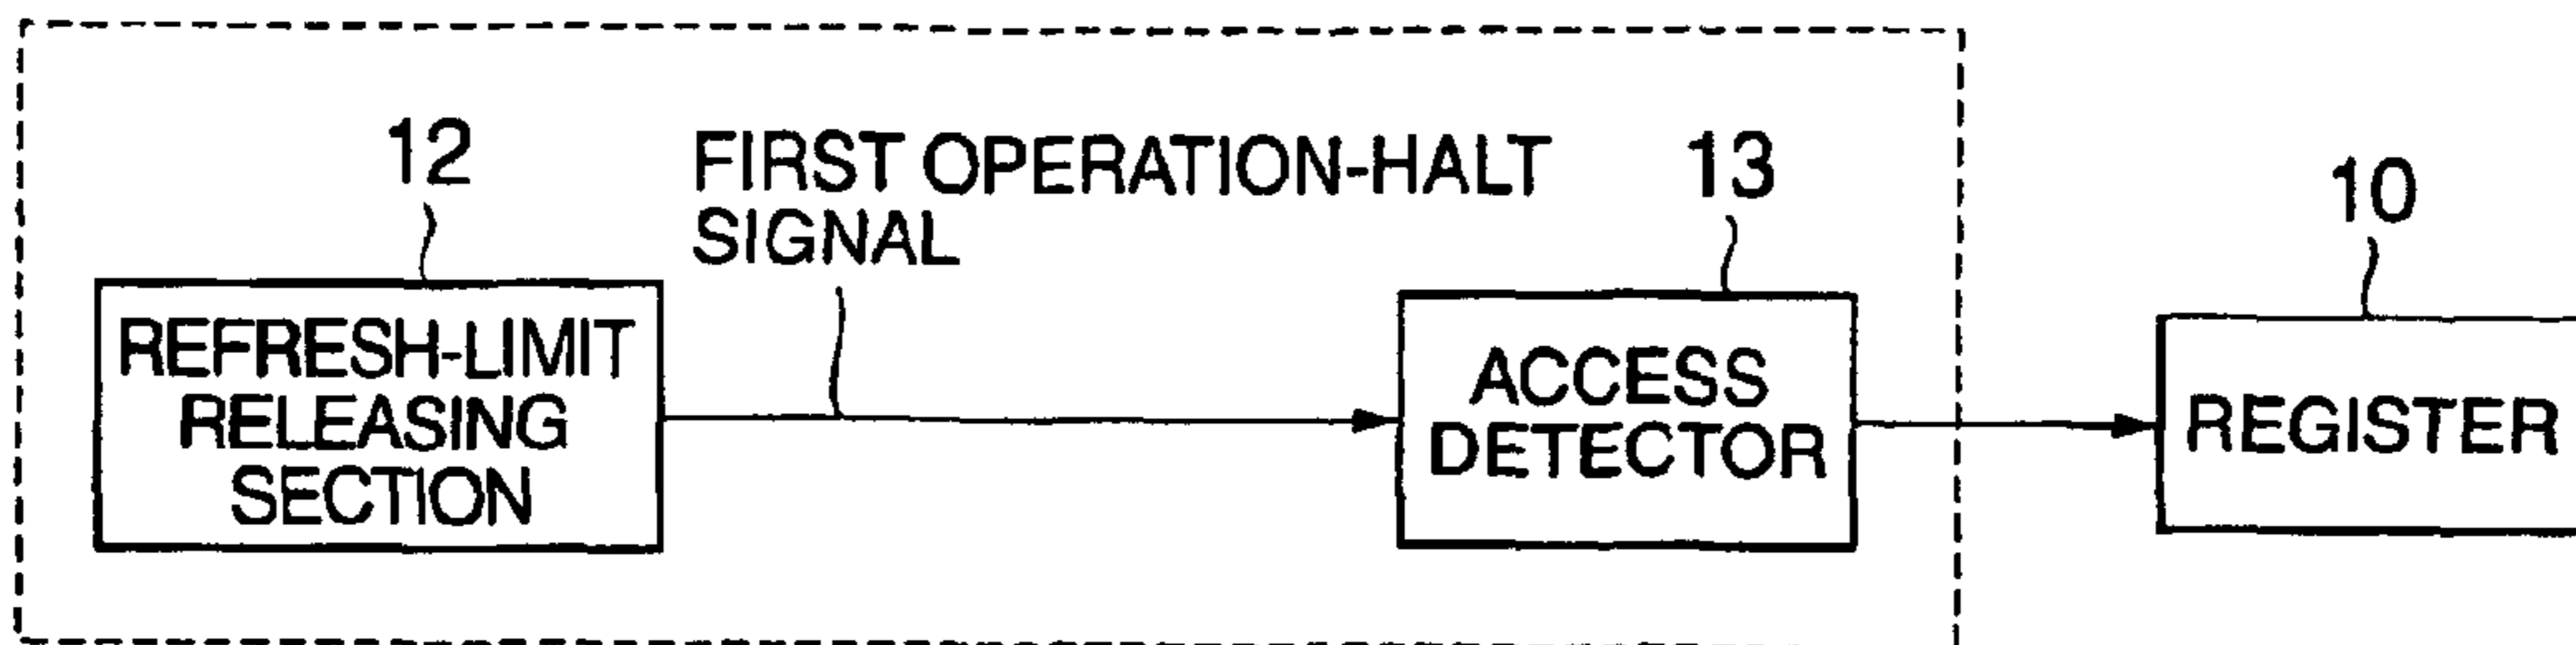 12
FIRST OPERATION-HALT
SIGNAL
13
10
REFRESH-LIMIT
RELEASING
SECTION
ACCESS
DETECTOR
REGISTER